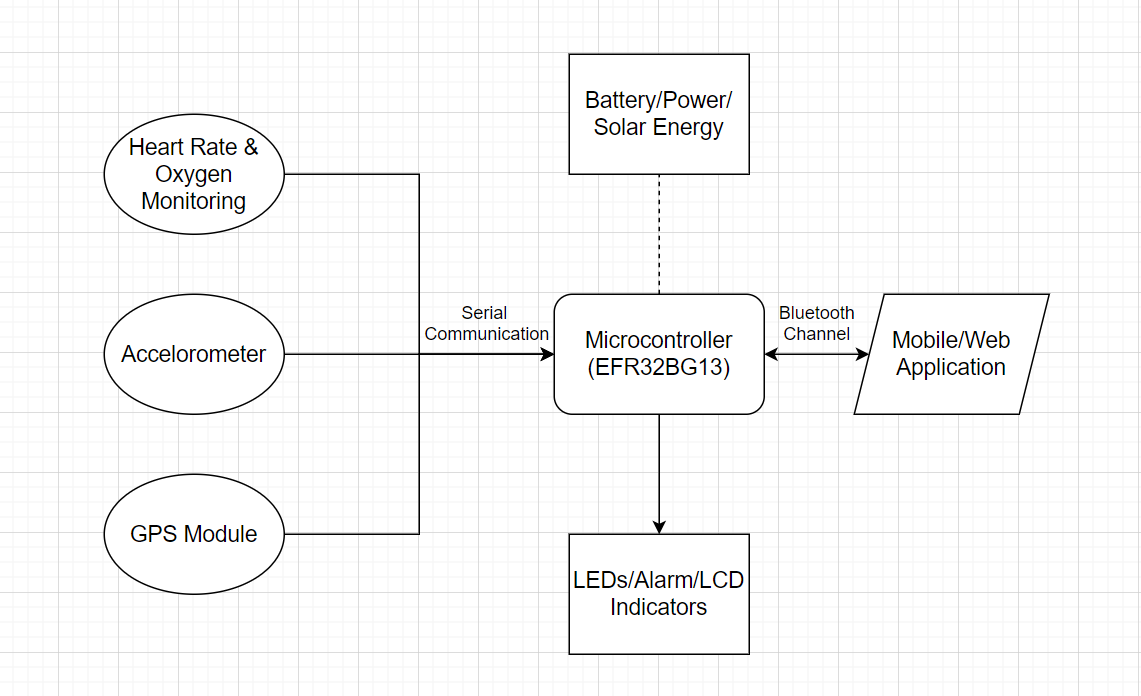 Battery/Power/
Solar Energy
Heart Rate &
Oxygen
Monitoring
Serial
Communication
Bluetooth
Channel
Accelorometer
Microcontroller
(EFR32BG13)
Mobile/Web
Application
GPS Module
LEDs/Alarm/LCD
Indicators